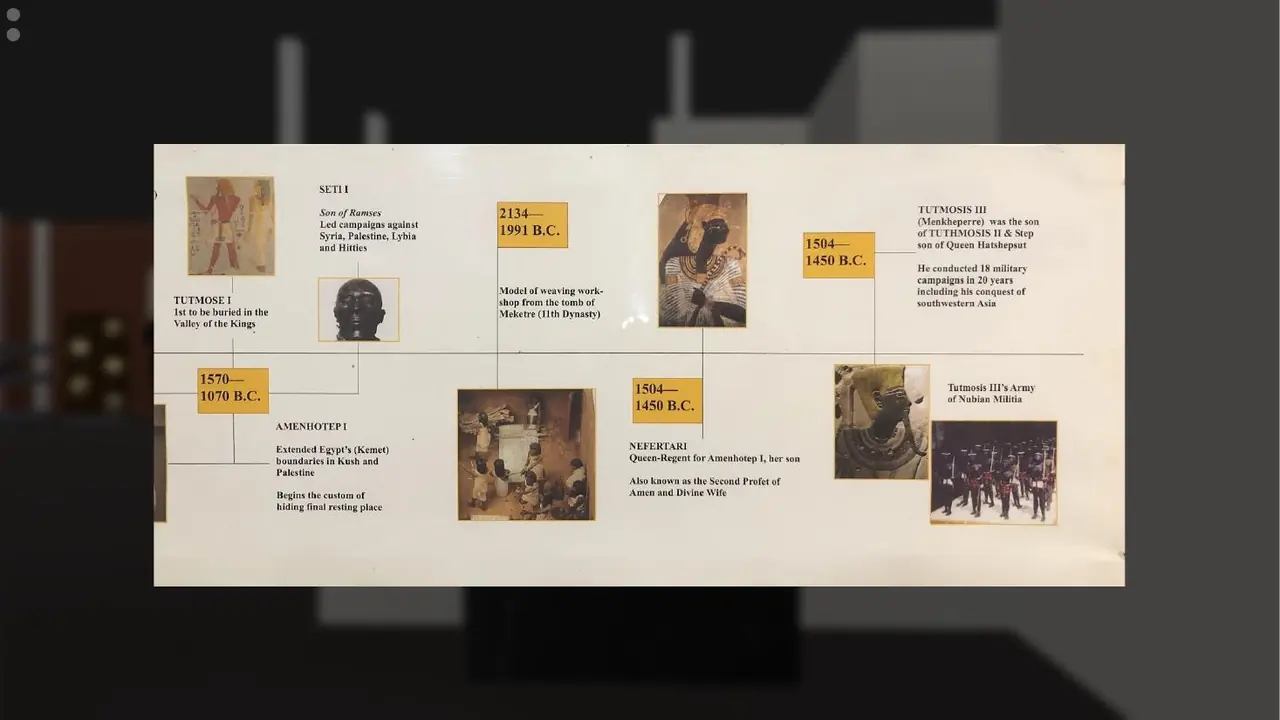 )
TUTMOSE I
1st to be buried in the
Valley of the Kings
SETI I
Son of Ramses
Led campaigns against
Syria, Palestine, Lybia
and Hitties
1570—
1070 B.C.
AMENHOTEP I
Extended Egypt's (Kemet)
boundaries in Kush and
Palestine
Begins the custom of
hiding final resting place
2134—
1991 B.C.
Model of weaving work-
shop from the tomb of
Meketre (11th Dynasty)
1504—
1450 B.C.
NEFERTARI
Queen-Regent for Amenhotep I, her son
Also known as the Second Profet of
Amen and Divine Wife
1504—
1450 B.C.
TUTMOSIS III
(Menkheperre) was the son
of TUTHMOSIS II & Step
son of Queen Hatshepsut
He conducted 18 military
campaigns in 20 years
including his conquest of
southwestern Asia
Tutmosis III's Army
of Nubian Militia